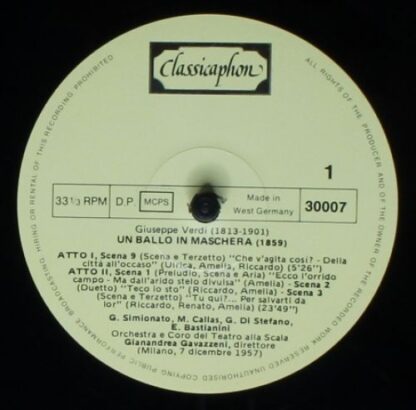 Classicaphon
ALL RIGHTS OF THE PRODUCER AND OF THE OWNER OF THE RECORDED WORK RESERVED UNAUTHORISED COPYING PUBLIC PERFORMANCE BROADCASTING HIRING OR RENTAL OF THIS RECORDING PROHIBITED
1
33 1/3 RPM D.P. MCPS Made in West Germany 30007
Giuseppe Verdi (1813-1901)
UN BALLO IN MASCHERA (1859)
ATTO I, Scena 9 (Scena e Terzetto) "Che v'agita cosi? - Della
città all'occaso" (Ulrica, Amelia, Riccardo) (5'26")
ATTO II, Scena 1 (Preludio, Scena e Aria) "Ecco l'orrido
campo - Ma dall'arido stelo divulsa" (Amelia) - Scena 2
(Duetto) "Teco io sto" (Riccardo, Amelia) - Scena 3
(Scena e Terzetto) "Tu qui?... Per salvarti da
lor" (Riccardo, Renato, Amelia) (23'49")
G. Simionato, M. Callas, G. Di Stefano,
E. Bastianini
Orchestra e Coro del Teatro alla Scala
Gianandrea Gavazzeni, direttore
(Milano, 7 dicembre 1957)